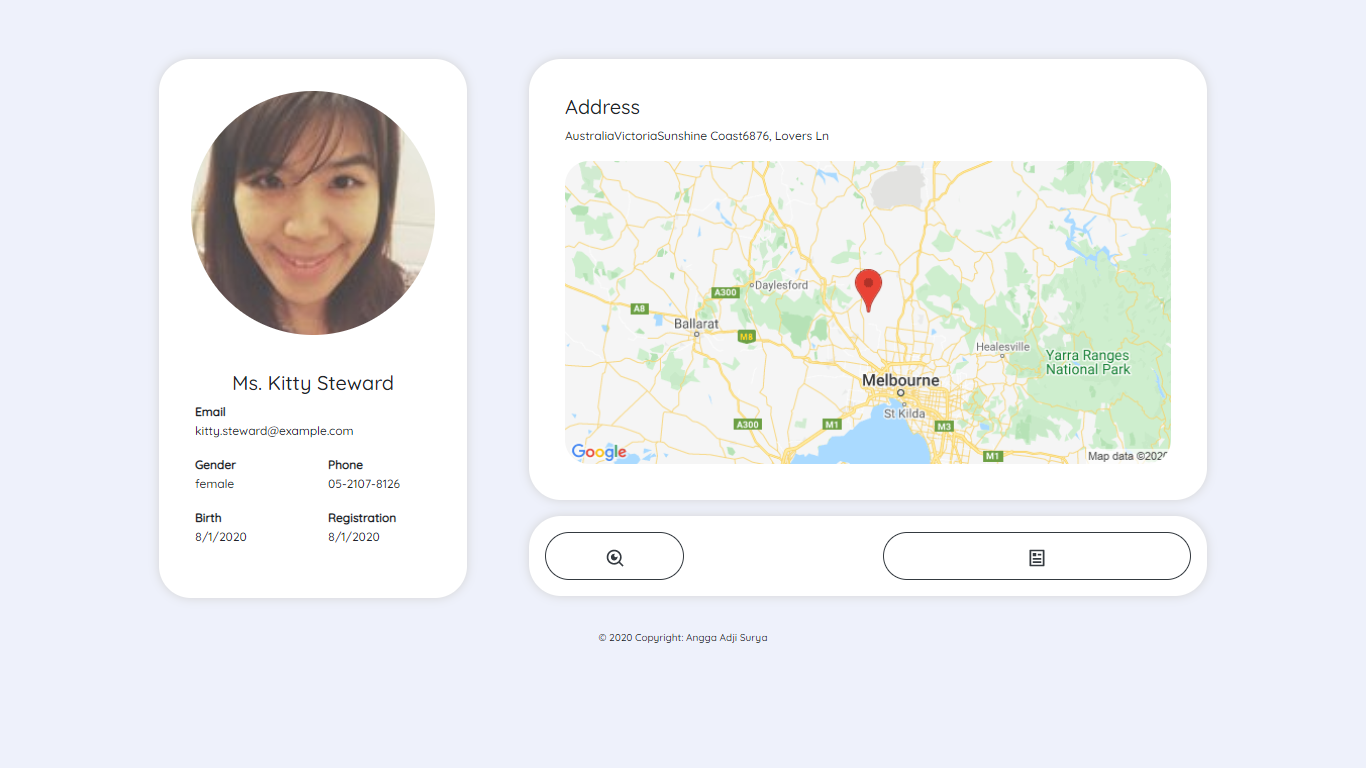 Ms. Kitty Steward
Email
kitty.steward@example.com
Gender
Phone
female
05-2107-8126
Birth
Registration
8/1/2020
8/1/2020
Address
AustraliaVictoriaSunshine Coast6876, Lovers Ln
Daylesford
A300
A8
Ballarat
M8
Healesville
Yarra Ranges
National Park
Melbourne
St Kilda
A300
M1
M3
Google
M1
Map data ©2020
© 2020 Copyright: Angga Adji Surya